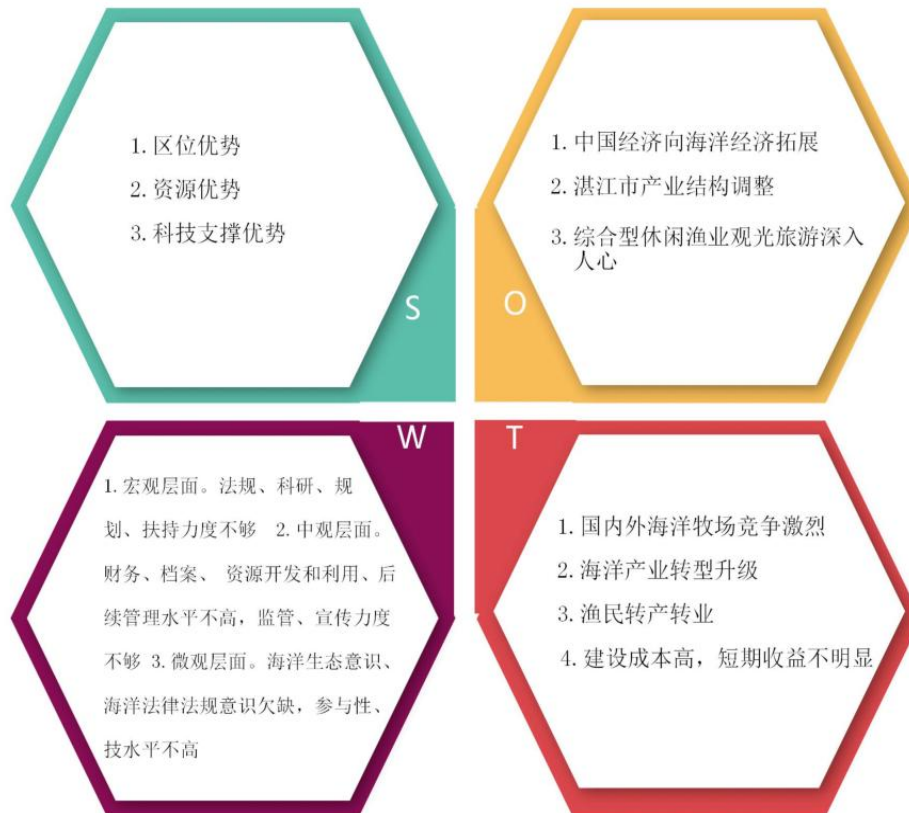 1. 区位优势
2. 资源优势
3. 科技支撑优势
S
1. 中国经济向海洋经济拓展
2. 湛江市产业结构调整
3. 综合型休闲渔业观光旅游深入
人心
O
W
1. 宏观层面。法规、科研、规
划、扶持力度不够 2. 中观层面。
财务、档案、 资源开发和利用、后
续管理水平不高，监管、宣传力度
不够 3. 微观层面。海洋生态意识、
海洋法律法规意识欠缺，参与性、
技水平不高
T
1. 国内外海洋牧场竞争激烈
2. 海洋产业转型升级
3. 渔民转产转业
4. 建设成本高，短期收益不明显